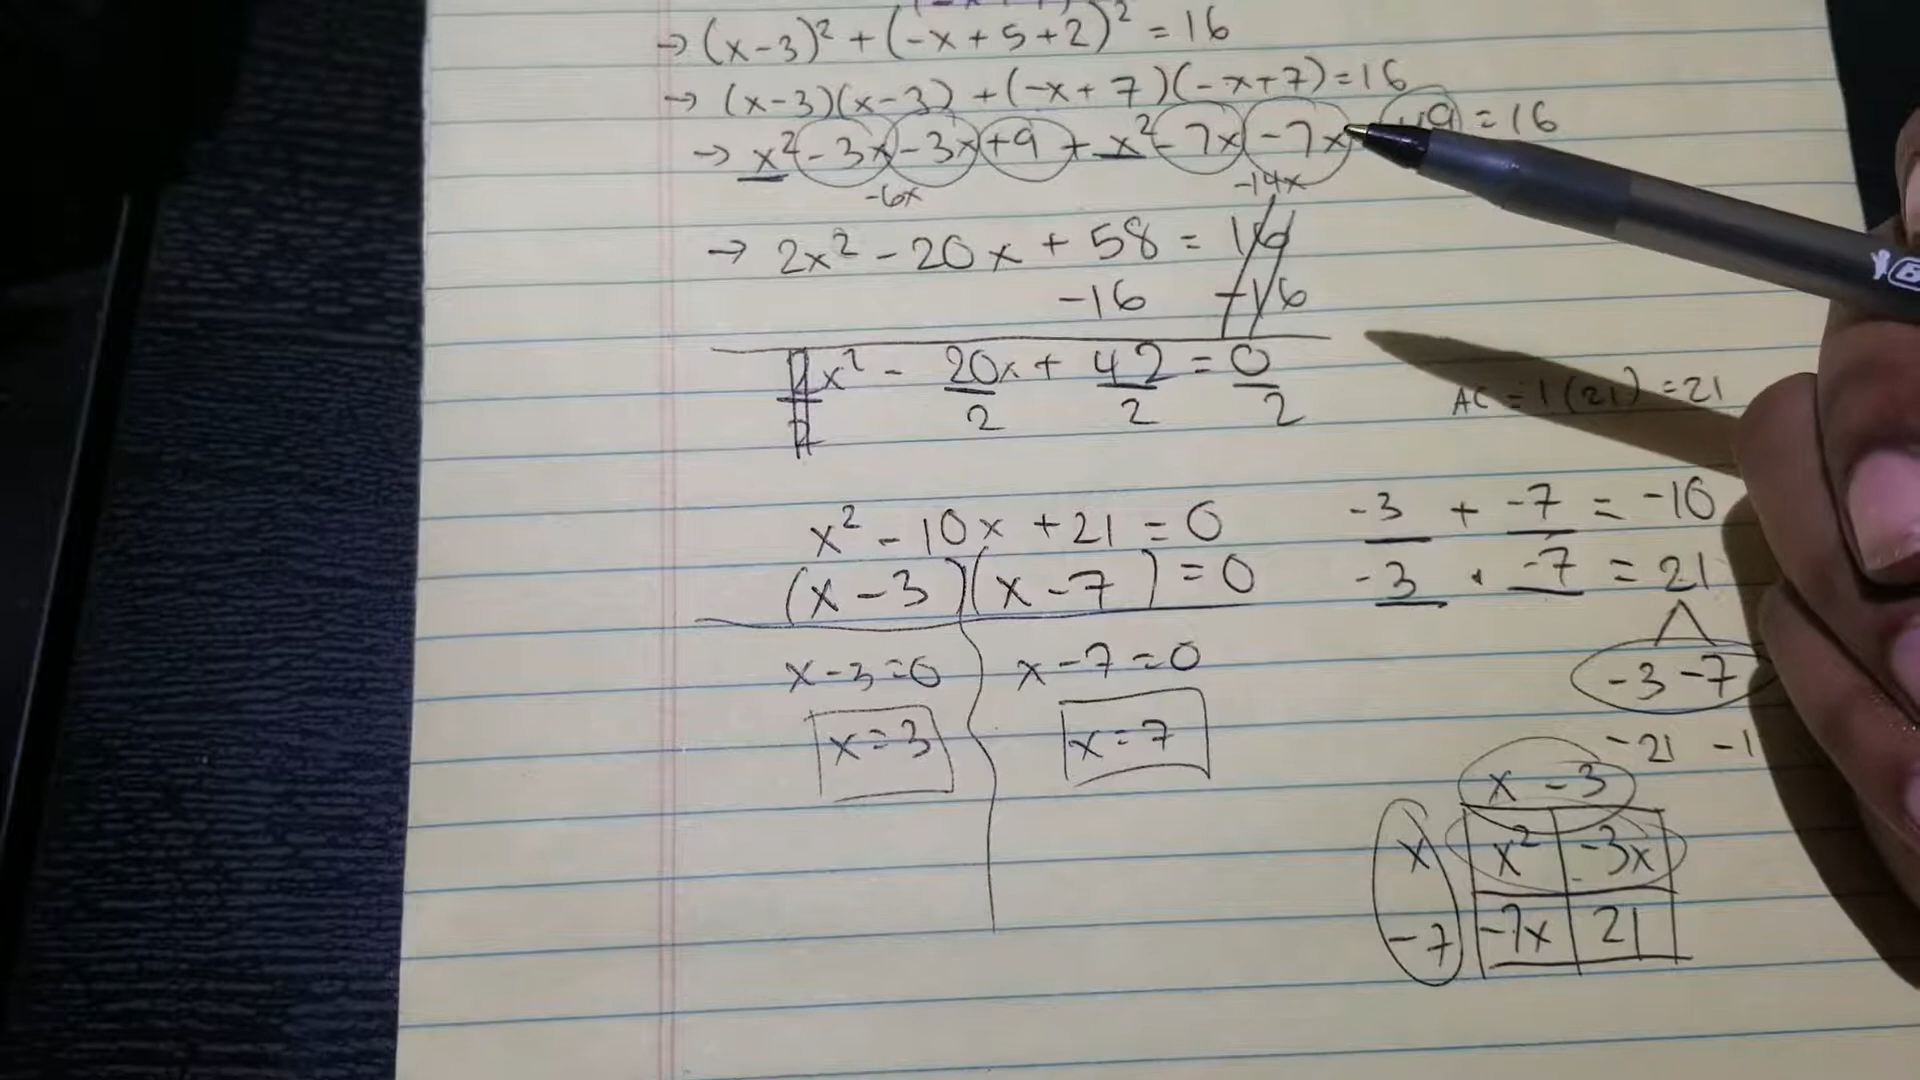 → (x-3)² + (-x+5+2)² = 16
→ (x-3)(x-3) + (-x+7)(-x+7) = 16
→ x² -3x -3x +9 + x² -7x -7x 49 = 16
-6x -14x
→ 2x² - 20x + 58 = 16
-16 -16
2x² - 20x + 42 = 0
2 2 2 2
AC = 1(21) = 21
x² - 10x + 21 = 0
(x-3)(x-7) = 0
-3 + -7 = -10
-3 · -7 = 21
-3 -7
-21 -1
x-3=0 x-7=0
x=3 x=7
x -3
x x² -3x
-7 -7x 21